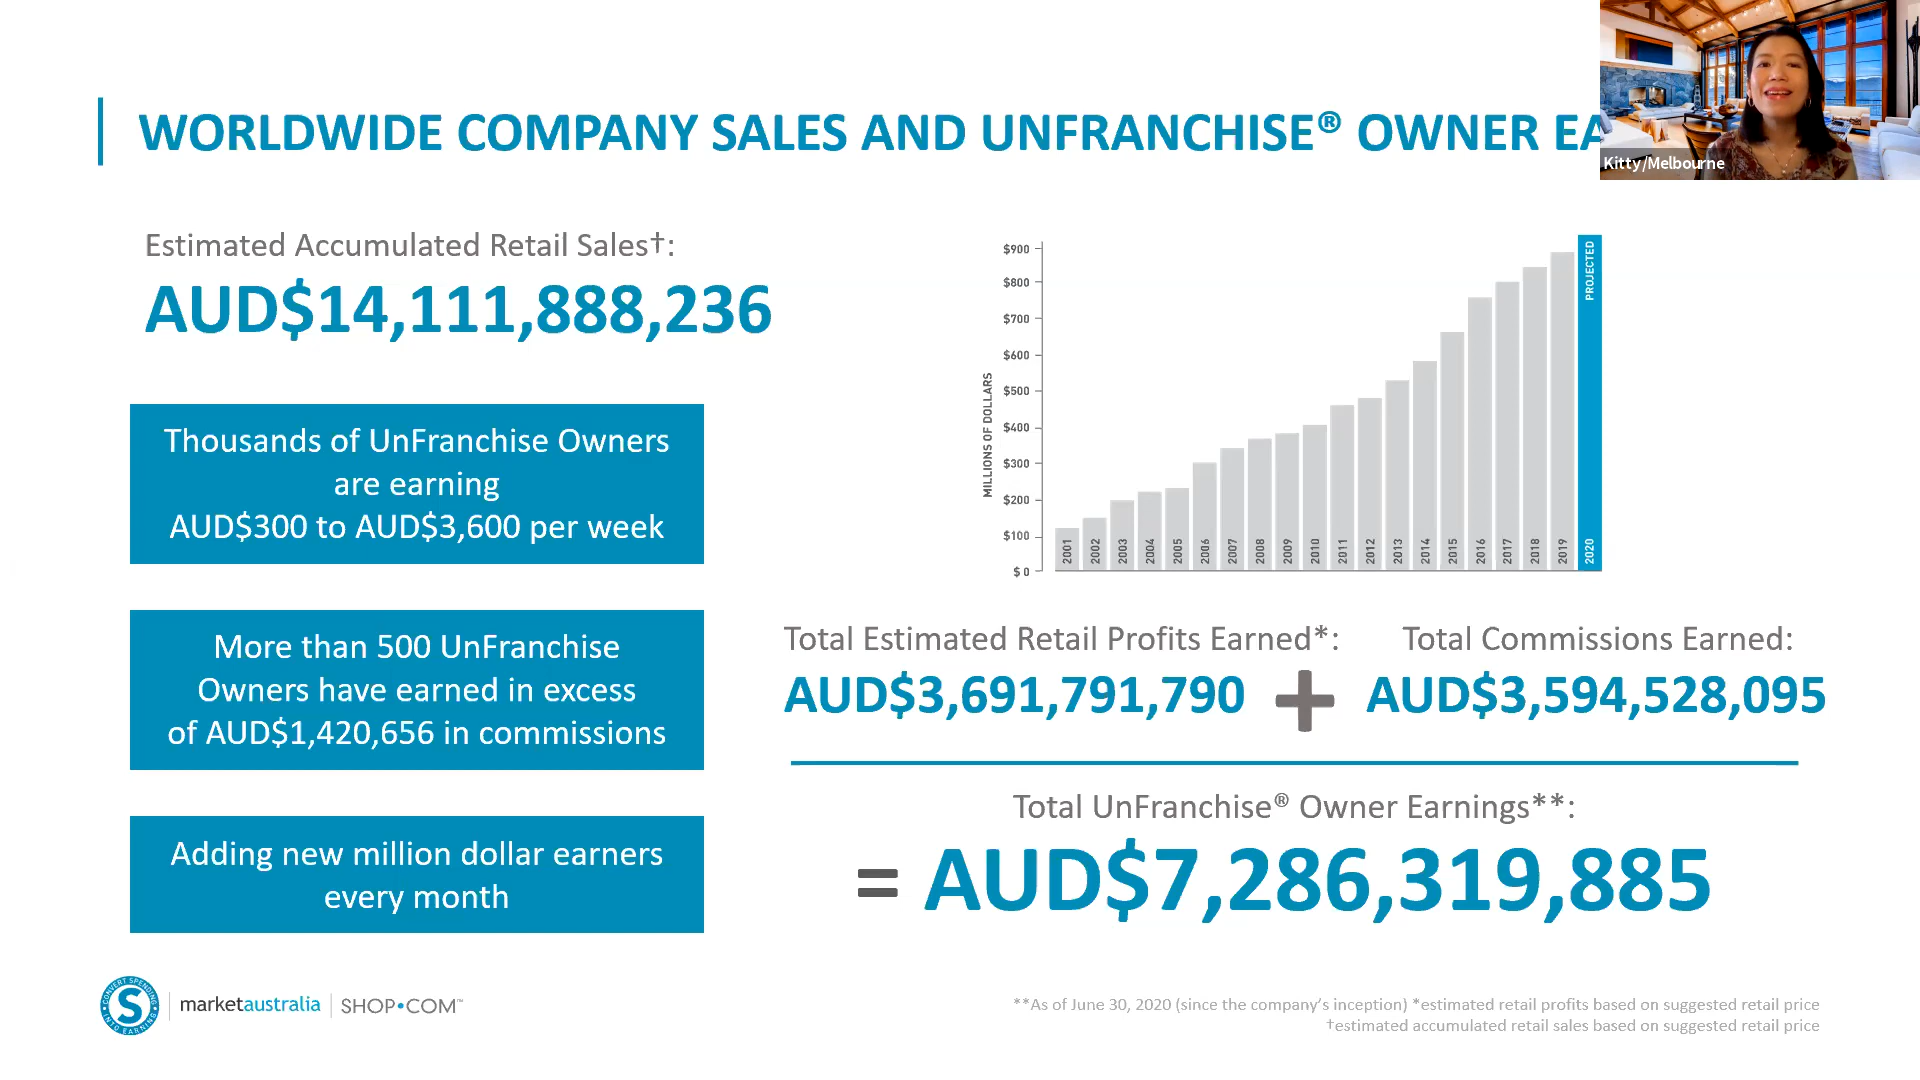 WORLDWIDE COMPANY SALES AND UNFRANCHISE® OWNER EA
Kitty/Melbourne
Estimated Accumulated Retail Sales†:
AUD$14,111,888,236
Thousands of UnFranchise Owners
are earning
AUD$300 to AUD$3,600 per week
More than 500 UnFranchise
Owners have earned in excess
of AUD$1,420,656 in commissions
Adding new million dollar earners
every month
MILLIONS OF DOLLARS
$900
$800
$700
$600
$500
$400
$300
$200
$100
$0
2001
2002
2003
2004
2005
2006
2007
2008
2009
2010
2011
2012
2013
2014
2015
2016
2017
2018
2019
2020
PROJECTED
Total Estimated Retail Profits Earned*:
AUD$3,691,791,790
+
Total Commissions Earned:
AUD$3,594,528,095
Total UnFranchise® Owner Earnings**:
= AUD$7,286,319,885
CONVERT SPENDING
INTO EARNING
S
marketaustralia
SHOP•COM™
**As of June 30, 2020 (since the company's inception) *estimated retail profits based on suggested retail price
†estimated accumulated retail sales based on suggested retail price